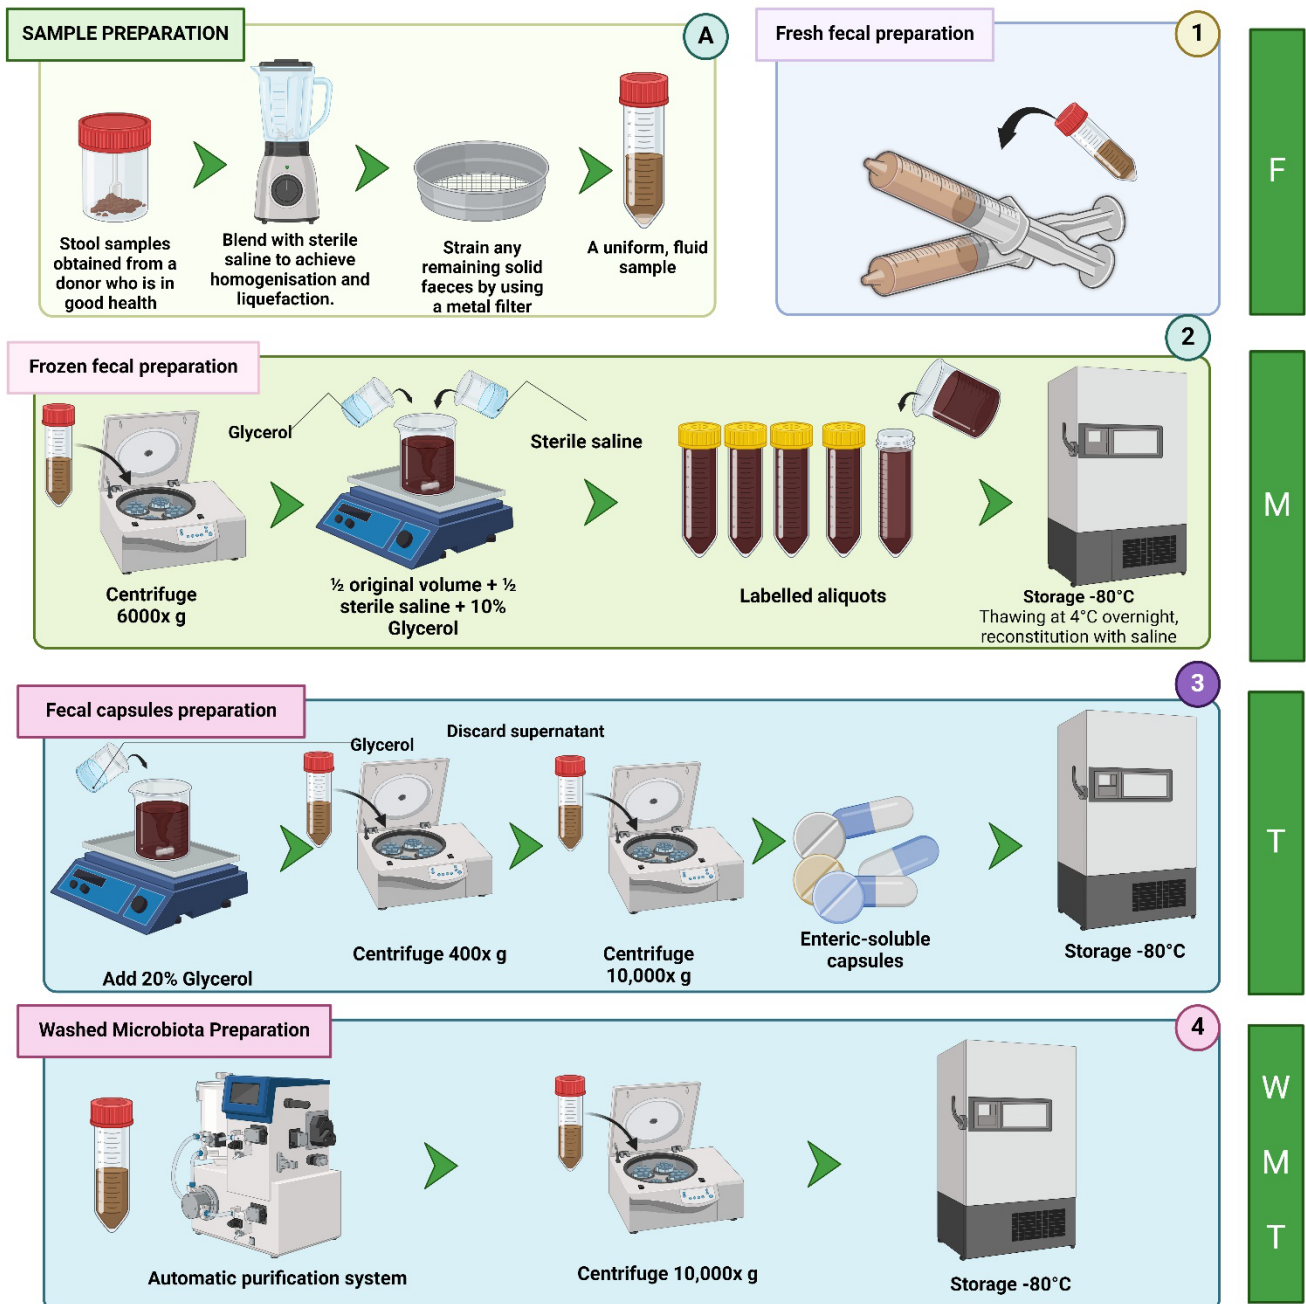 SAMPLE PREPARATION
A
Stool samples
obtained from a
donor who is in
good health
Blend with sterile
saline to achieve
homogenisation and
liquefaction.
Strain any
remaining solid
faeces by using
a metal filter
A uniform, fluid
sample
Fresh fecal preparation
1
F
Frozen fecal preparation
2
Glycerol
Sterile saline
Centrifuge
6000x g
½ original volume + ½
sterile saline + 10%
Glycerol
Labelled aliquots
Storage -80°C
Thawing at 4°C overnight,
reconstitution with saline
M
Fecal capsules preparation
3
Glycerol
Discard supernatant
Add 20% Glycerol
Centrifuge 400x g
Centrifuge
10,000x g
Enteric-soluble
capsules
Storage -80°C
T
Washed Microbiota Preparation
4
Automatic purification system
Centrifuge 10,000x g
Storage -80°C
W
M
T